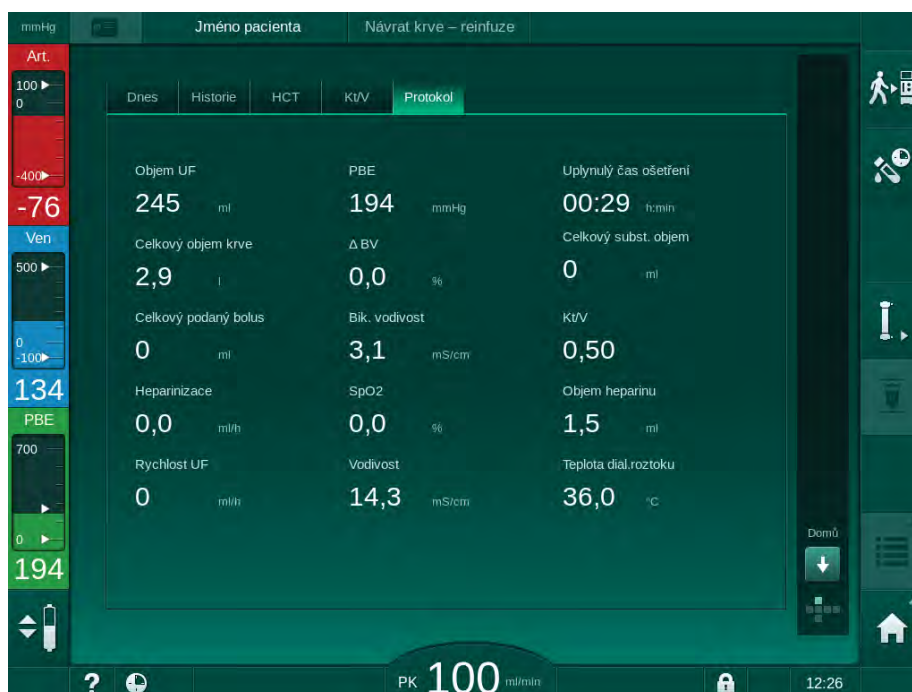 mmHg
Jméno pacienta
Návrat krve – reinfuze
Art.
100
0
-400
-76
Ven
500
0
-100
134
PBE
700
0
194
Dnes Historie HCT Kt/V Protokol
Objem UF PBE Uplynulý čas ošetření
245 ml 194 mmHg 00:29 h:min
Celkový objem krve Δ BV Celkový subst. objem
2,9 l 0,0 % 0 ml
Celkový podaný bolus Bik. vodivost Kt/V
0 ml 3,1 mS/cm 0,50
Heparinizace SpO2 Objem heparinu
0,0 ml/h 0,0 % 1,5 ml
Rychlost UF Vodivost Teplota dial.roztoku
0 ml/h 14,3 mS/cm 36,0 °C
Domů
? PK 100 ml/min 12:26